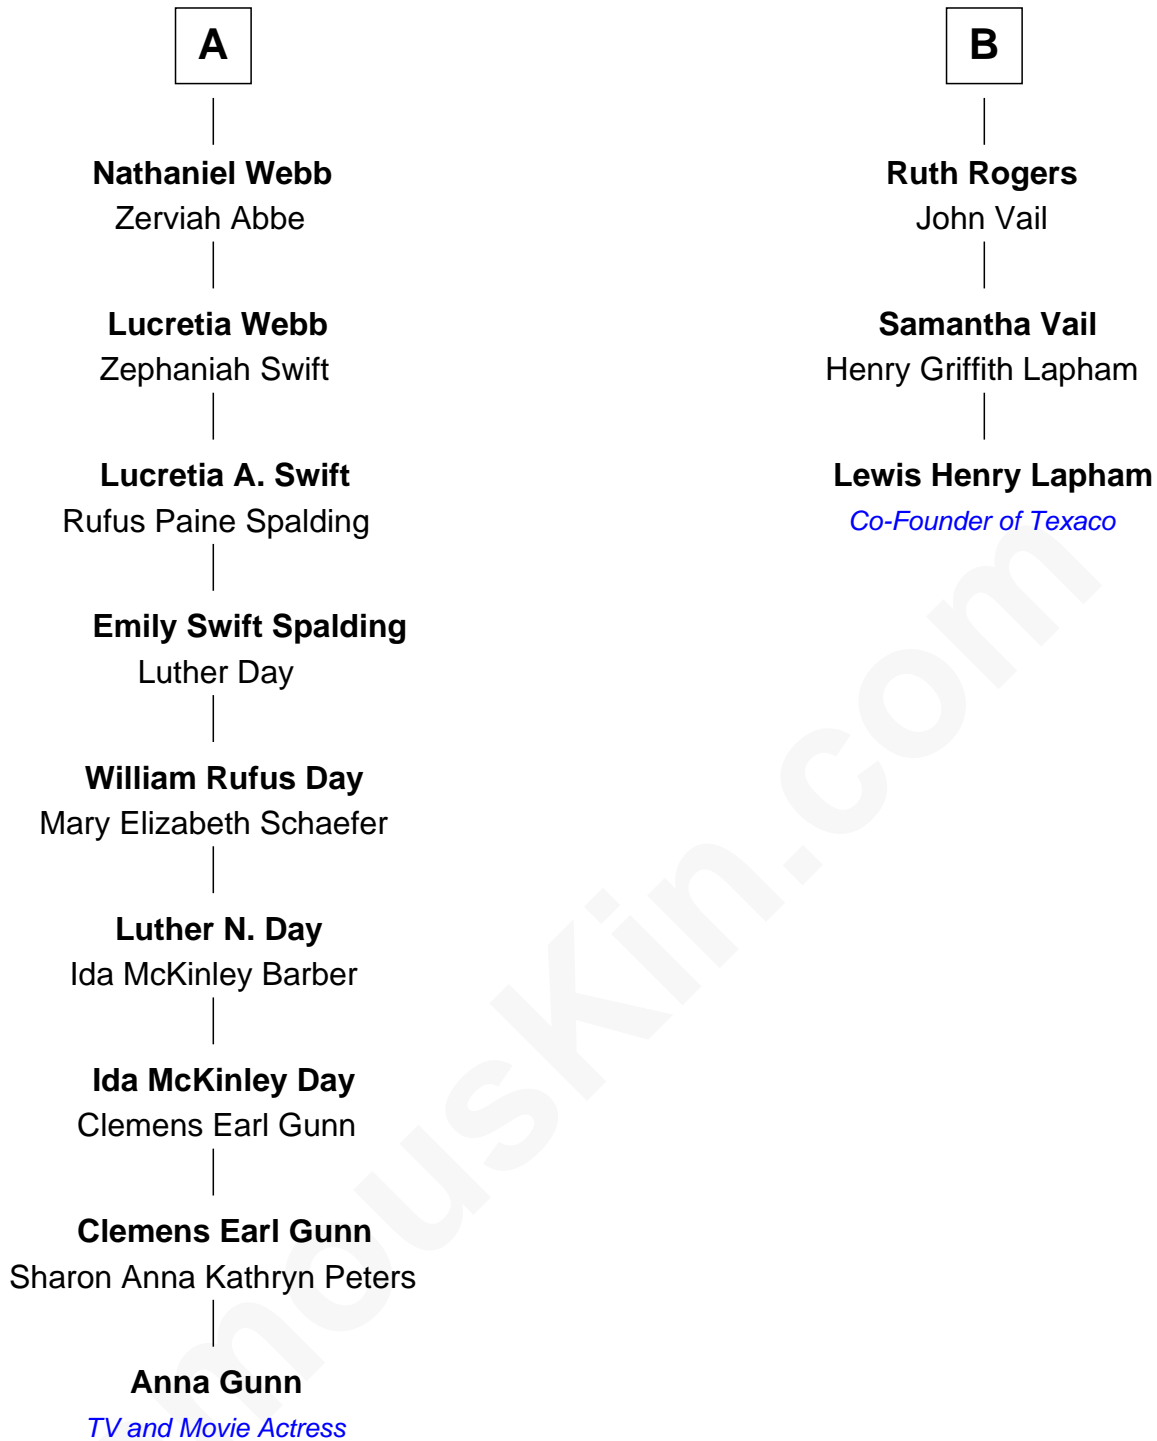 A
Nathaniel Webb
Zerviah Abbe
Lucretia Webb
Zephaniah Swift
Lucretia A. Swift
Rufus Paine Spalding
Emily Swift Spalding
Luther Day
William Rufus Day
Mary Elizabeth Schaefer
Luther N. Day
Ida McKinley Barber
Ida McKinley Day
Clemens Earl Gunn
Clemens Earl Gunn
Sharon Anna Kathryn Peters
Anna Gunn
TV and Movie Actress
B
Ruth Rogers
John Vail
Samantha Vail
Henry Griffith Lapham
Lewis Henry Lapham
Co-Founder of Texaco
mousKin.com